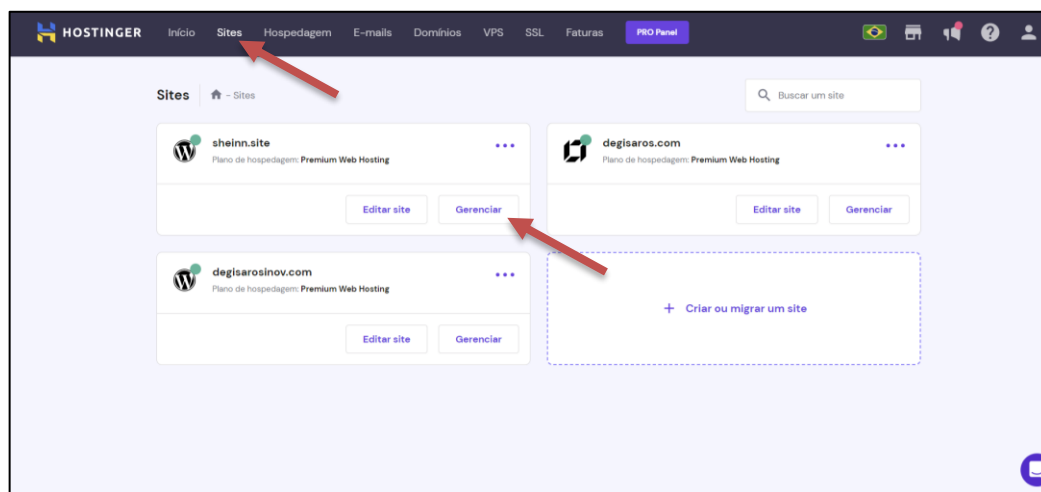 HOSTINGER Início Sites Hospedagem E-mails Domínios VPS SSL Faturas PRO Panel
Sites - Sites Buscar um site
sheinn.site
Plano de hospedagem: Premium Web Hosting
Editar site Gerenciar
degisaros.com
Plano de hospedagem: Premium Web Hosting
Editar site Gerenciar
degisarosinov.com
Plano de hospedagem: Premium Web Hosting
Editar site Gerenciar
+ Criar ou migrar um site